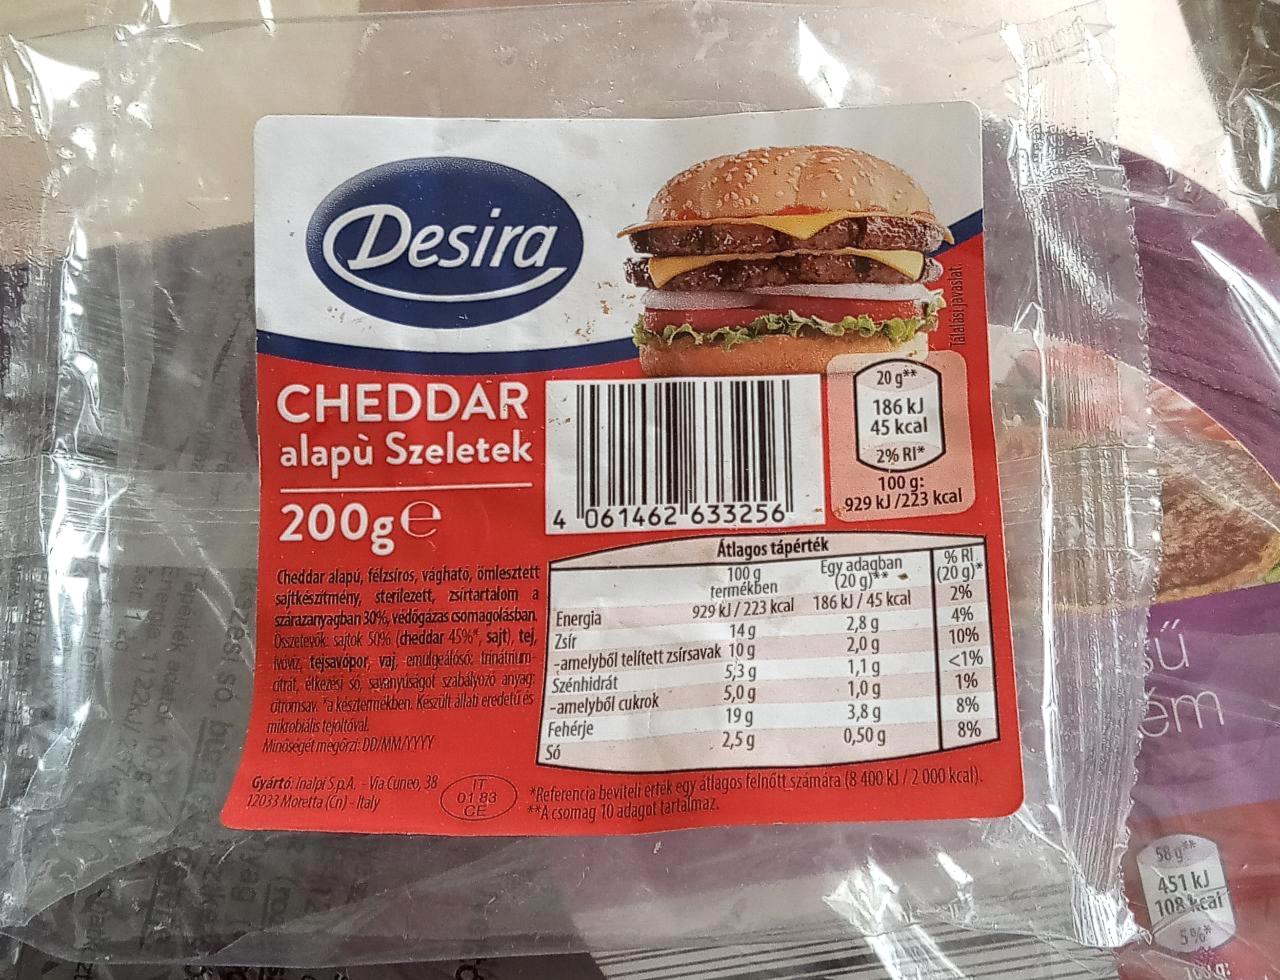 Desira
Tálalási javaslat.
CHEDDAR
alapù Szeletek
200g e
4 061462 633256
20 g**
186 kJ
45 kcal
2% RI*
100 g:
929 kJ /223 kcal
Cheddar alapú, félzsíros, vágható, ömlesztett
sajtkészítmény, sterilezett, zsírtartalom a
szárazanyagban 30%, védőgázas csomagolásban.
Összetevők: sajtok 50% (cheddar 45%*, sajt), tej,
ivóvíz, tejsavópor, vaj, emulgeálósó: trinátrium-
citrát, étkezési só, savanyúságot szabályozó anyag:
citromsav. *a késztermékben. Készült állati eredetű és
mikrobiális tejoltóval.
Minőségét megőrzi: DD/MM/YYYY
Gyártó: Inalpi S.p.A. - Via Cuneo, 38
12033 Moretta (Cn) - Italy
IT
01 83
CE
Átlagos tápérték
100 g termékben Egy adagban (20 g)** % RI (20 g)*
Energia 929 kJ / 223 kcal 186 kJ / 45 kcal 2%
Zsír 14 g 2,8 g 4%
-amelyből telített zsírsavak 10 g 2,0 g 10%
Szénhidrát 5,3 g 1,1 g <1%
-amelyből cukrok 5,0 g 1,0 g 1%
Fehérje 19 g 3,8 g 8%
Só 2,5 g 0,50 g 8%
*Referencia beviteli érték egy átlagos felnőtt számára (8 400 kJ / 2 000 kcal).
**A csomag 10 adagot tartalmaz.
58 g**
451 kJ
108 kcal
5%*